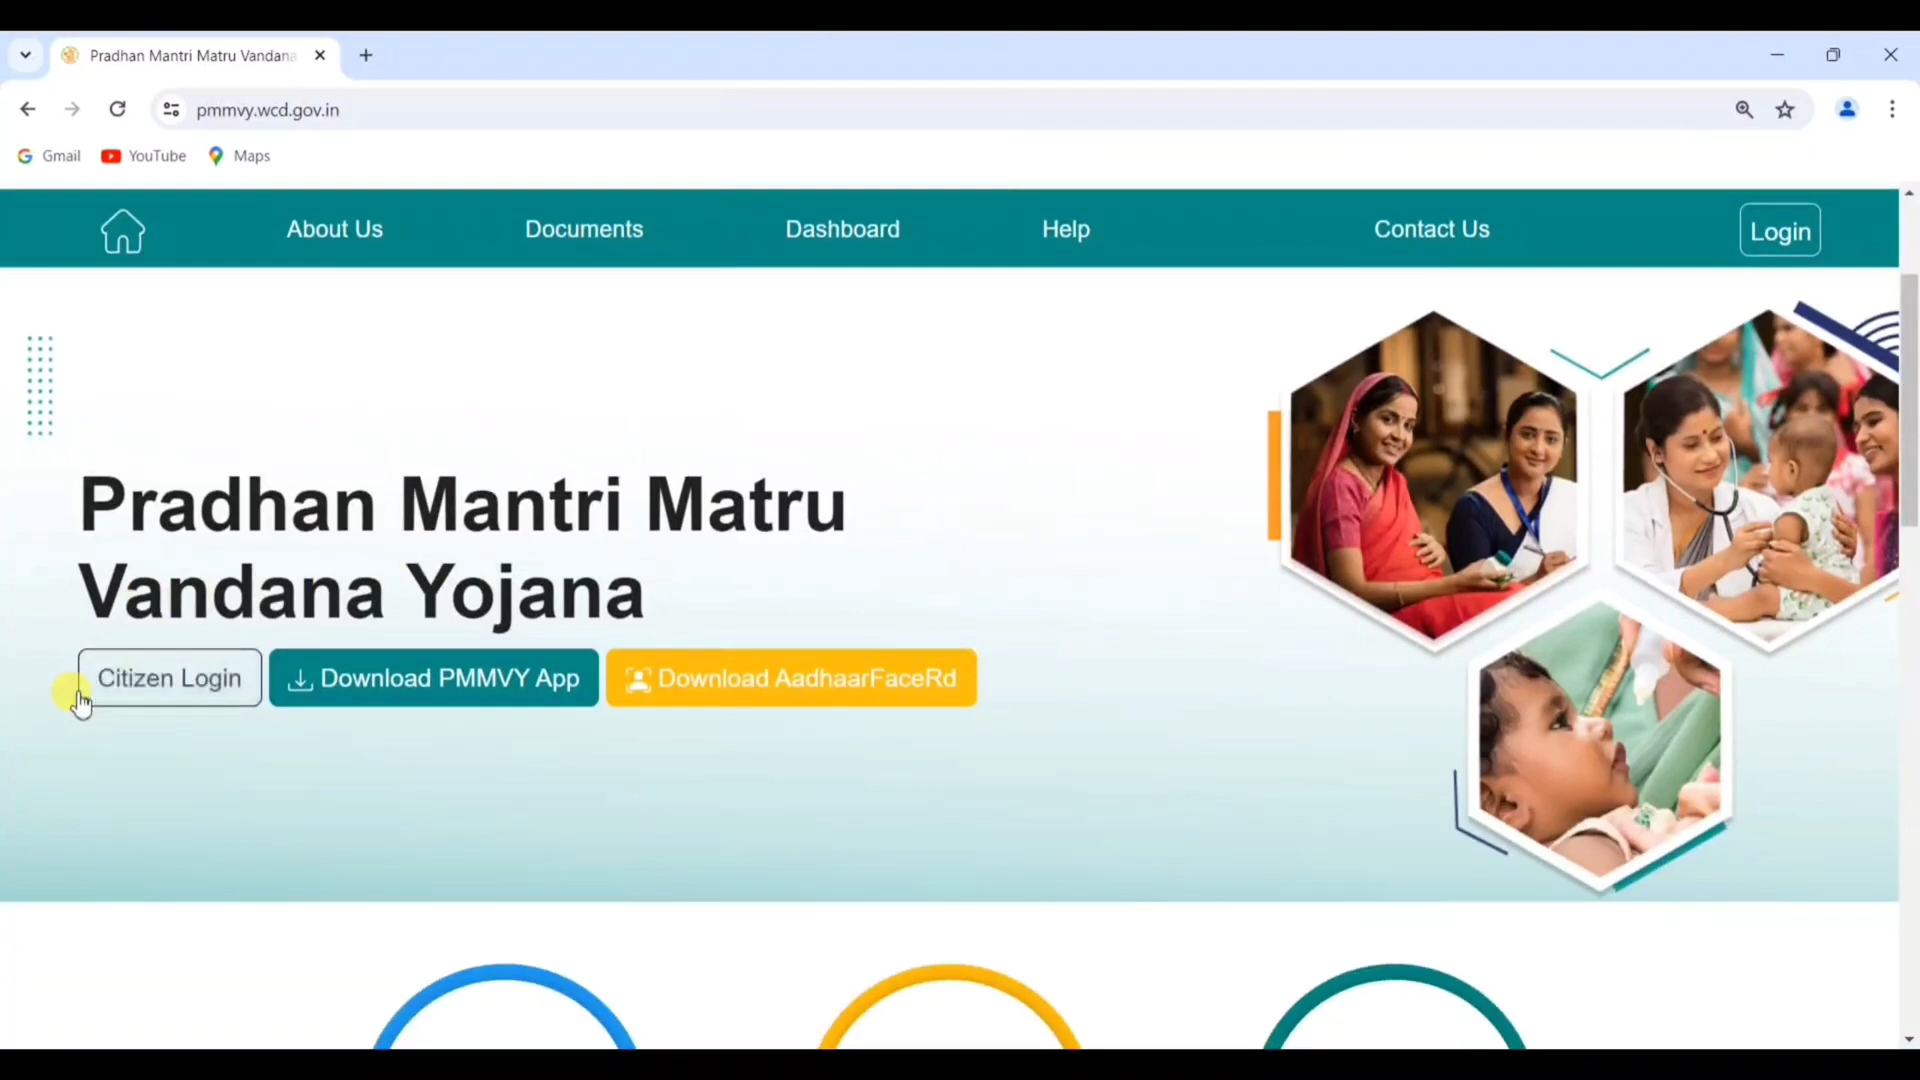 Pradhan Mantri Matru Vandana
pmmvy.wcd.gov.in
Gmail YouTube Maps
About Us Documents Dashboard Help Contact Us Login
Pradhan Mantri Matru
Vandana Yojana
Citizen Login Download PMMVY App Download AadhaarFaceRd